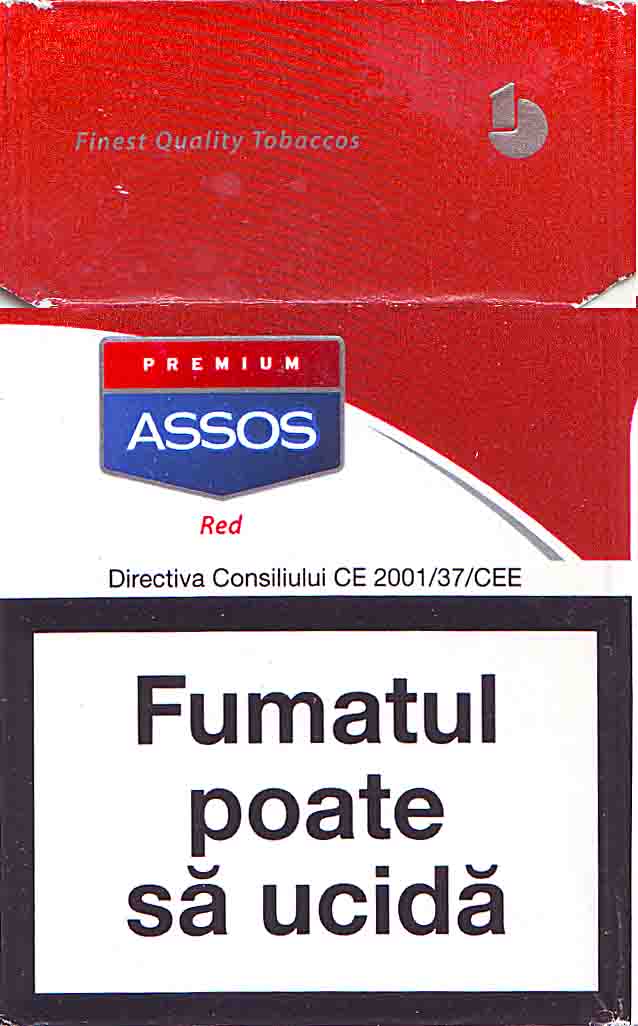 Finest Quality Tobaccos
PREMIUM
ASSOS
Red
Directiva Consiliului CE 2001/37/CEE
Fumatul
poate
să ucidă